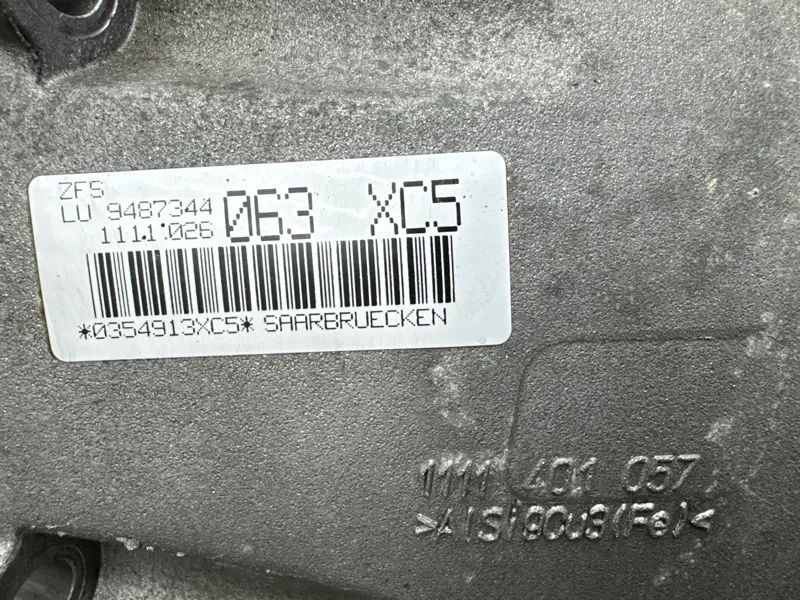 ZFS
LU 9487344 063 XC5
1111.026
*0354913XC5* SAARBRUECKEN
1111 401 057
>AlSi9Cu3(Fe)<